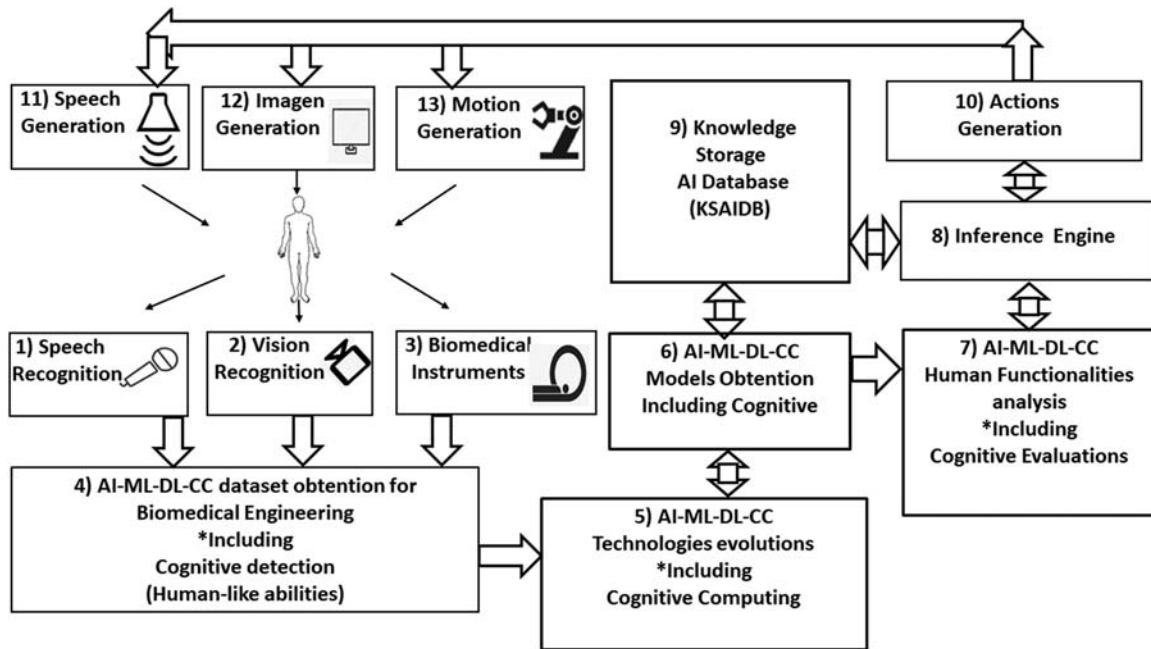 11) Speech
Generation
12) Imagen
Generation
13) Motion
Generation
9) Knowledge
Storage
AI Database
(KSAIDB)
10) Actions
Generation
8) Inference Engine
1) Speech
Recognition
2) Vision
Recognition
3) Biomedical
Instruments
6) AI-ML-DL-CC
Models Obtention
Including Cognitive
7) AI-ML-DL-CC
Human Functionalities
analysis
*Including
Cognitive Evaluations
4) AI-ML-DL-CC dataset obtention for
Biomedical Engineering
*Including
Cognitive detection
(Human-like abilities)
5) AI-ML-DL-CC
Technologies evolutions
*Including
Cognitive Computing